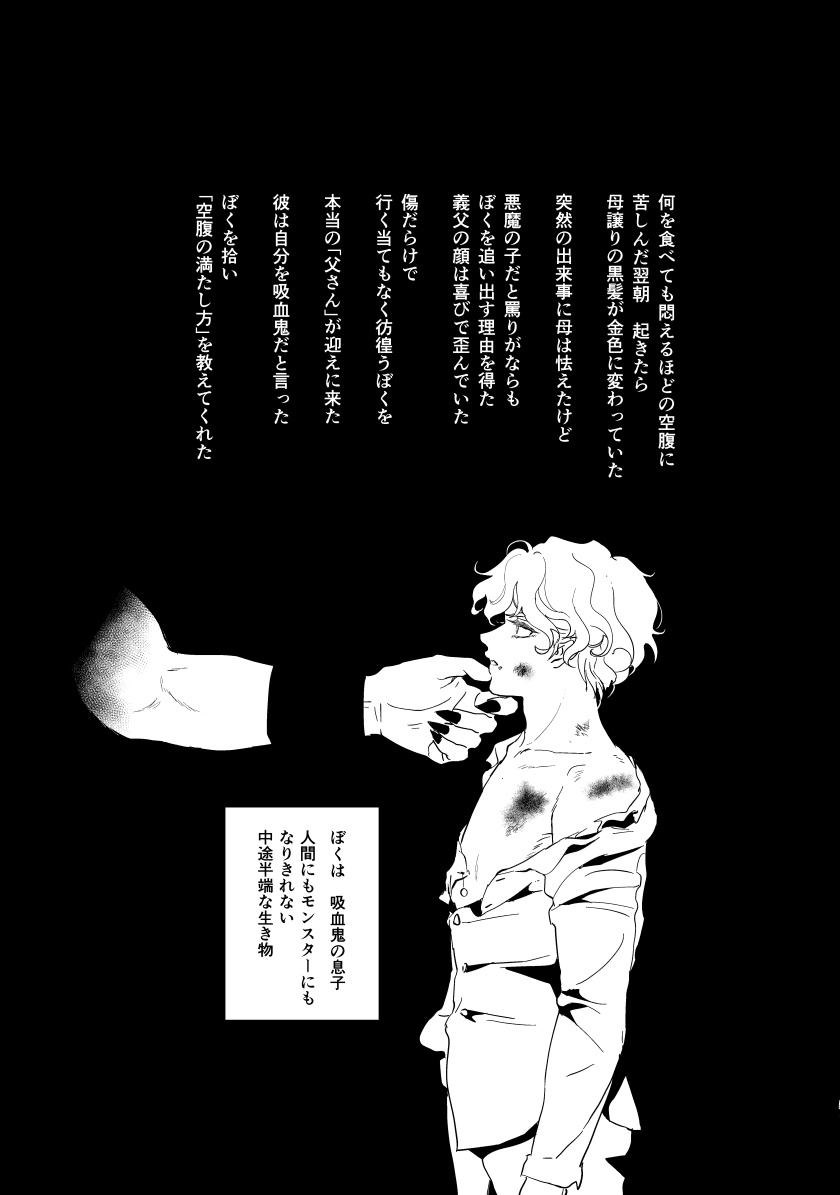 何を食べても悶えるほどの空腹に
苦しんだ翌朝　起きたら
母譲りの黒髪が金色に変わっていた
突然の出来事に母は怯えたけど
悪魔の子だと罵りがならも
ぼくを追い出す理由を得た
義父の顔は喜びで歪んでいた
傷だらけで
行く当てもなく彷徨うぼくを
本当の「父さん」が迎えに来た
彼は自分を吸血鬼だと言った
ぼくを拾い
「空腹の満たし方」を教えてくれた
ぼくは　吸血鬼の息子
人間にもモンスターにも
なりきれない
中途半端な生き物